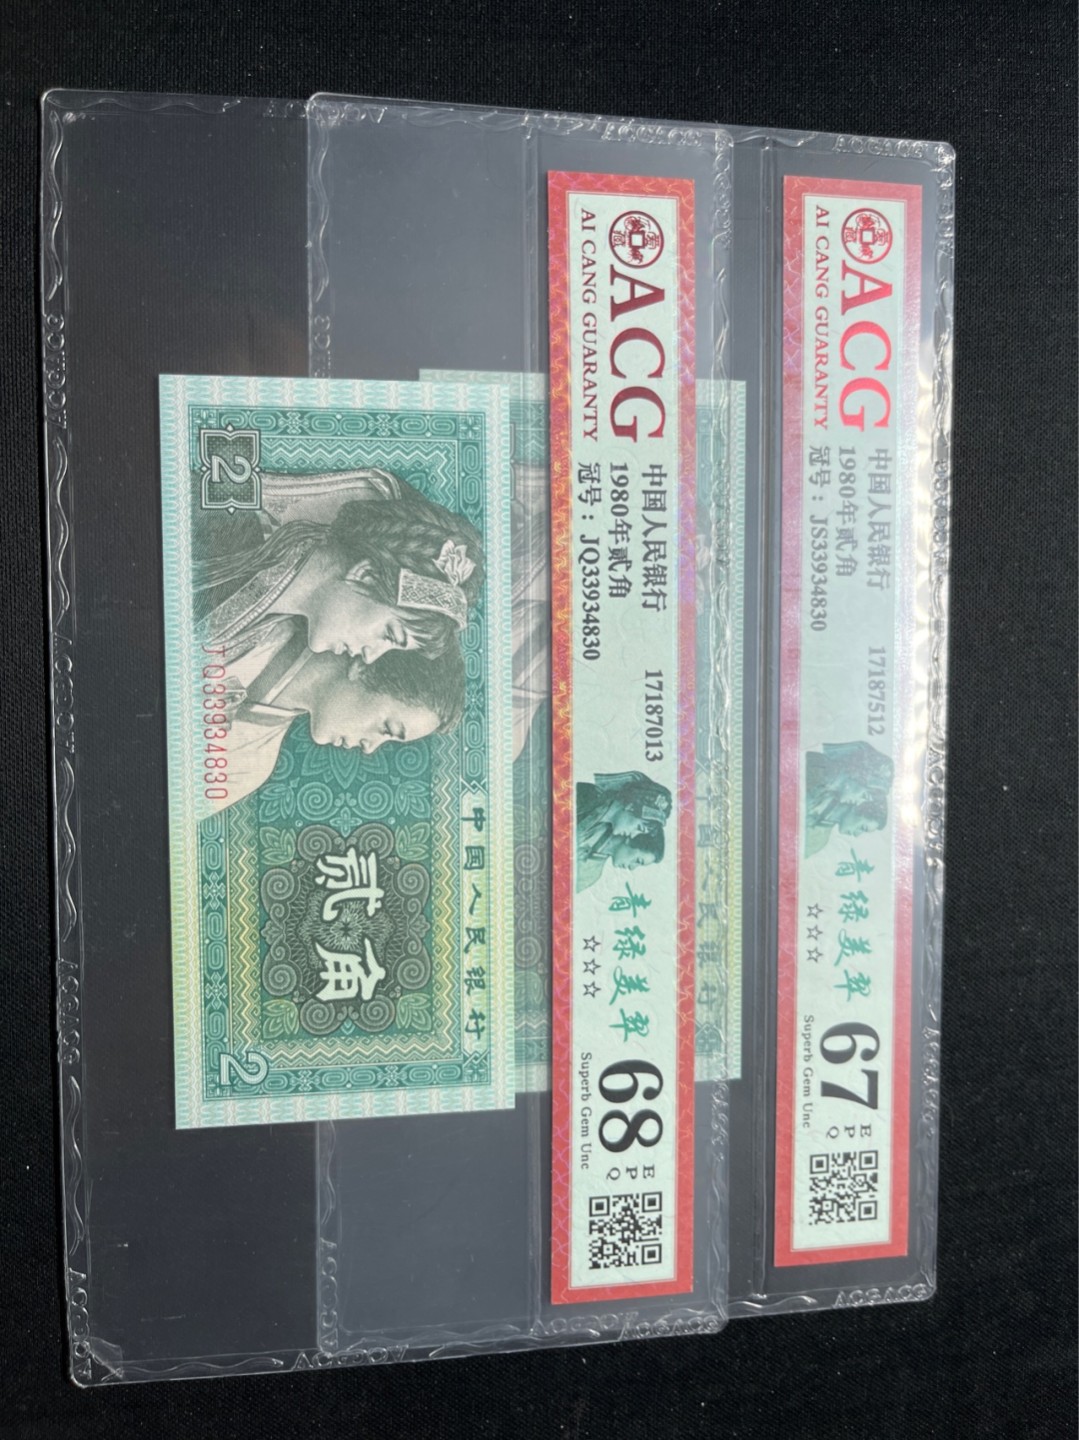 ACG
AI CANG GUARANTY
中国人民银行 17187512
1980年贰角
冠号：JS33934830
青绿美翠
☆☆☆
67
EPQ
Superb Gem Unc
ACG
AI CANG GUARANTY
中国人民银行 17187013
1980年贰角
冠号：JQ33934830
青绿美翠
☆☆☆
68
EPQ
Superb Gem Unc
中国人民银行
贰角
2
2
JQ33934830